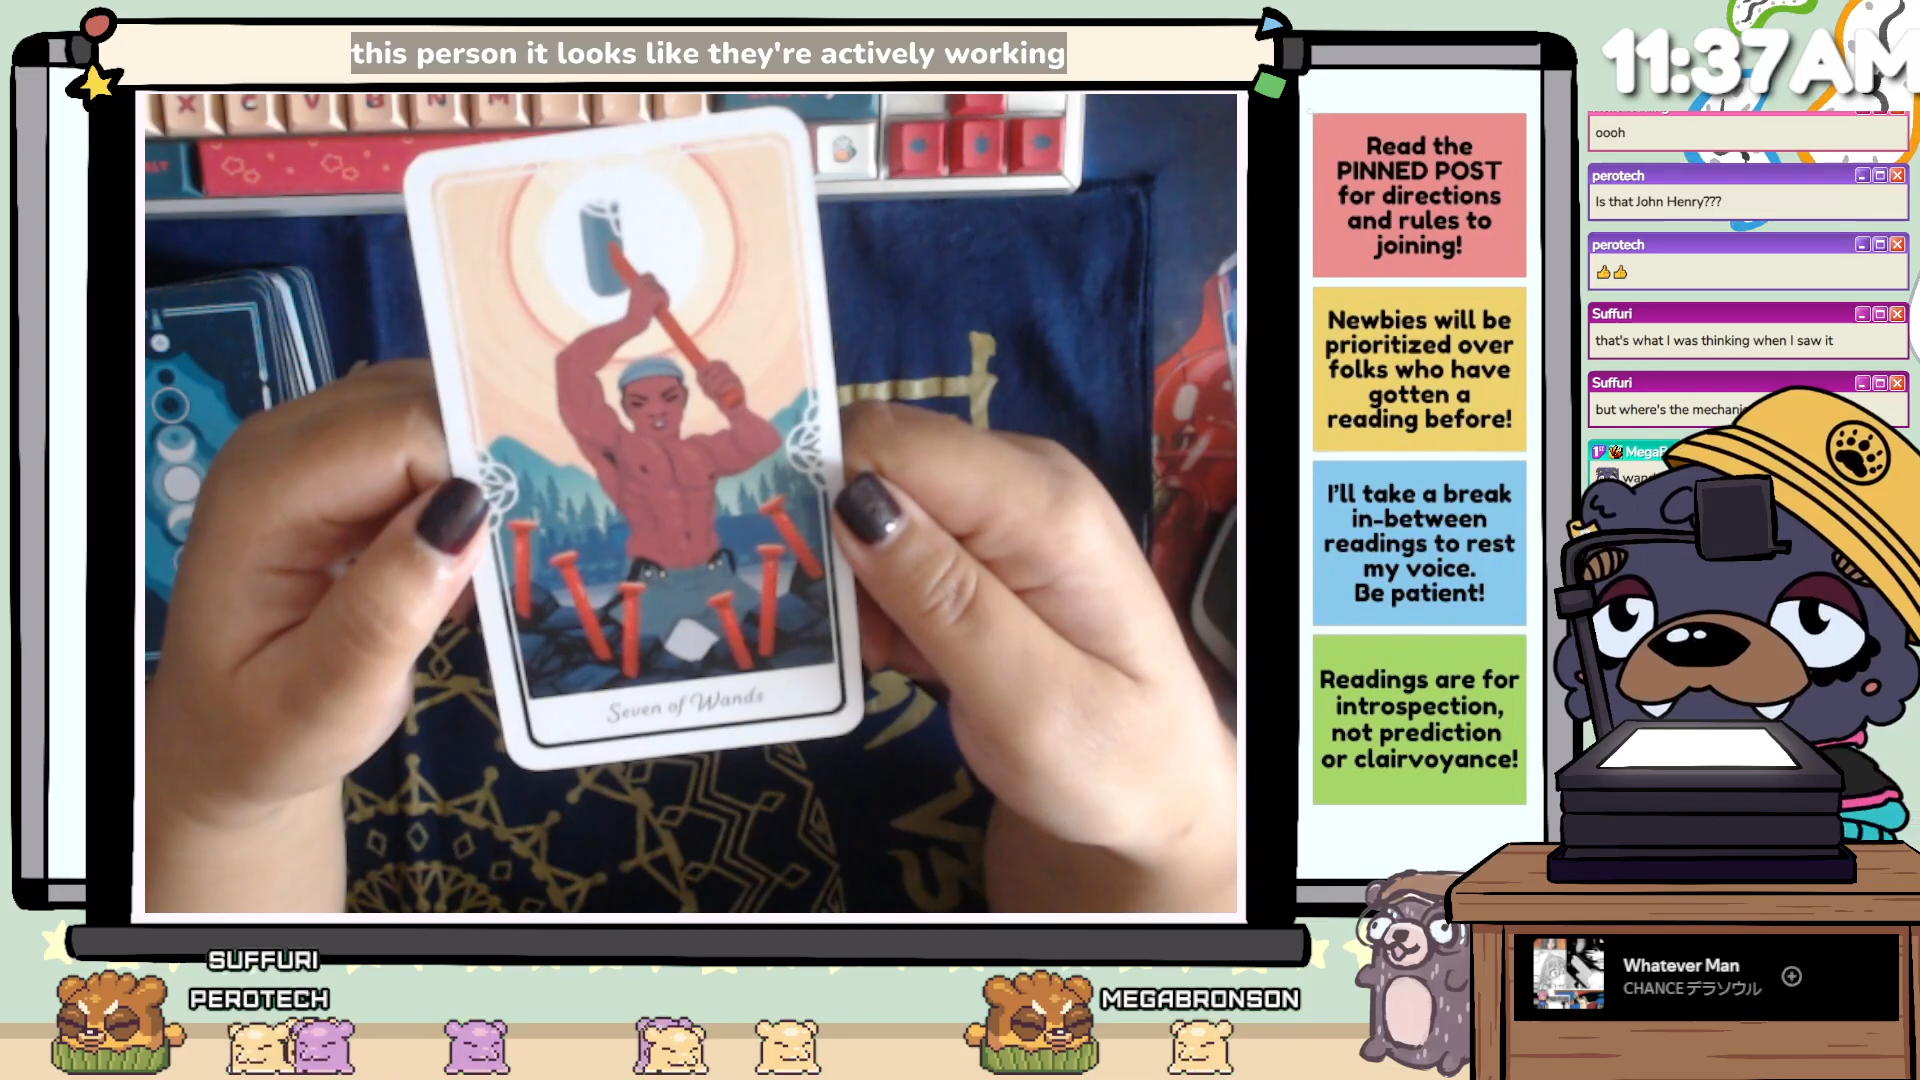 this person it looks like they're actively working
11:37AM
X C V B N M
ALT
Seven of Wands
Read the
PINNED POST
for directions
and rules to
joining!
Newbies will be
prioritized over
folks who have
gotten a
reading before!
I'll take a break
in-between
readings to rest
my voice.
Be patient!
Readings are for
introspection,
not prediction
or clairvoyance!
oooh
perotech
Is that John Henry???
perotech
👍👍
Suffuri
that's what I was thinking when I saw it
Suffuri
but where's the
Whatever Man
CHANCEデラソウル
SUFFURI
PEROTECH
MEGABRONSON